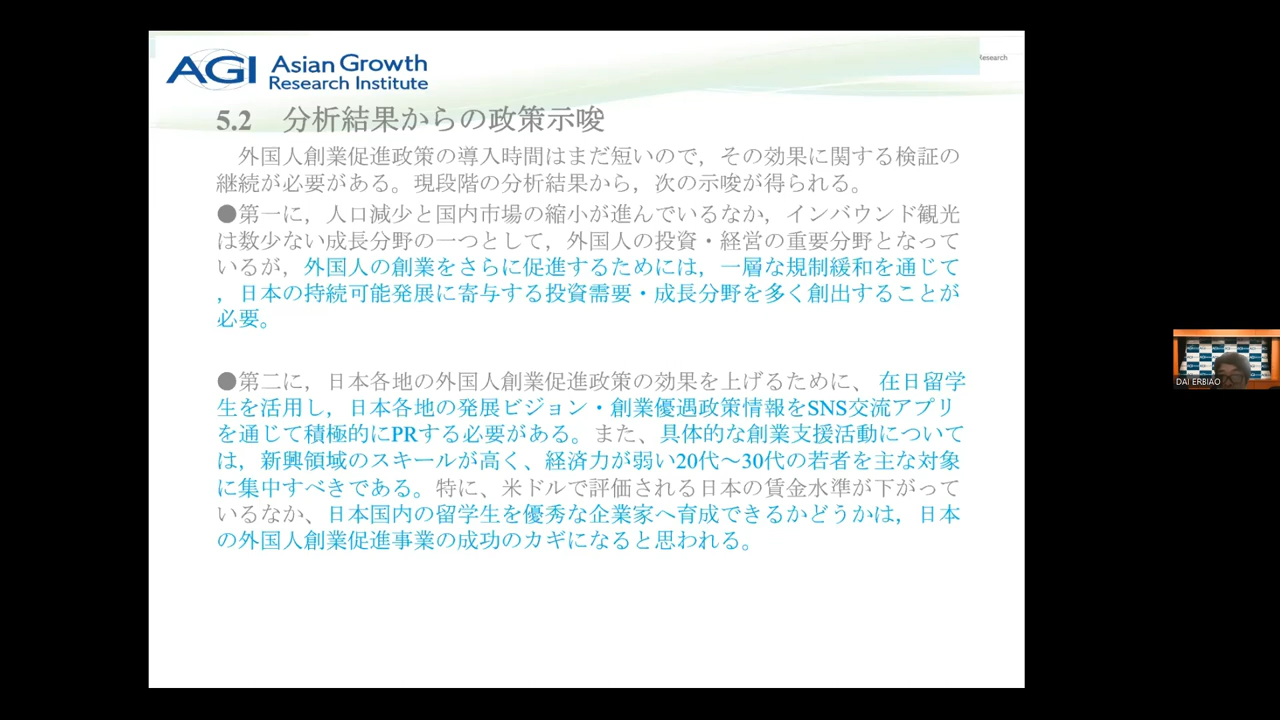 AGI Asian Growth
Research Institute
Research
5.2 分析結果からの政策示唆
外国人創業促進政策の導入時間はまだ短いので，その効果に関する検証の
継続が必要がある。現段階の分析結果から，次の示唆が得られる。
●第一に，人口減少と国内市場の縮小が進んでいるなか，インバウンド観光
は数少ない成長分野の一つとして，外国人の投資・経営の重要分野となって
いるが，外国人の創業をさらに促進するためには，一層な規制緩和を通じて
，日本の持続可能発展に寄与する投資需要・成長分野を多く創出することが
必要。
●第二に，日本各地の外国人創業促進政策の効果を上げるために、 在日留学
生を活用し，日本各地の発展ビジョン・創業優遇政策情報をSNS交流アプリ
を通じて積極的にPRする必要がある。また、具体的な創業支援活動について
は，新興領域のスキールが高く、経済力が弱い20代～30代の若者を主な対象
に集中すべきである。特に、米ドルで評価される日本の賃金水準が下がって
いるなか、日本国内の留学生を優秀な企業家へ育成できるかどうかは，日本
の外国人創業促進事業の成功のカギになると思われる。
DAI ERBIAO